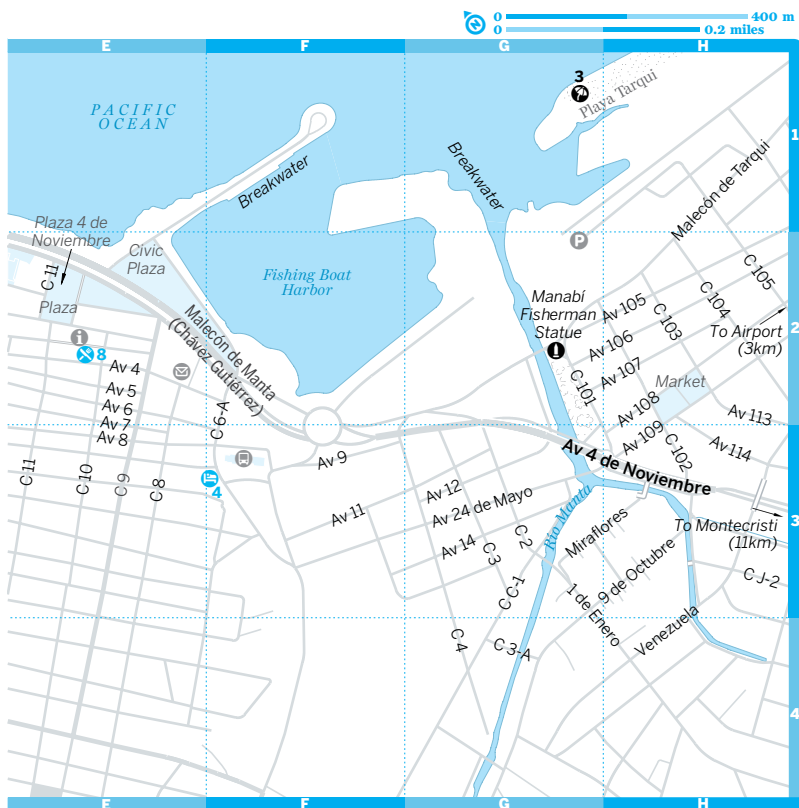 N
0 400 m
0 0.2 miles
E F G H
1
2
3
4
E F G H
PACIFIC
OCEAN
3
Playa Tarqui
Breakwater
Breakwater
Malecón de Tarqui
Plaza 4 de
Noviembre
Civic
Plaza
C 11
Plaza
Fishing Boat
Harbor
P
C 105
C 104
C 103
Manabí
Fisherman
Statue
Av 105
Av 106
Av 107
To Airport
(3km)
C 101
Market
i
8
Malecón de Manta
(Chávez Gutiérrez)
Av 4
Av 5
Av 6
Av 7
Av 8
C 6-A
Av 108
Av 109
Av 113
Av 114
C 102
Av 4 de Noviembre
C 11
C 10
C 9
C 8
4
Av 9
Av 11
Av 12
Av 24 de Mayo
Av 14
C 3
C 2
C C-1
Río Manta
Miraflores
9 de Octubre
1 de Enero
Venezuela
To Montecristi
(11km)
C J-2
C 4
C 3-A